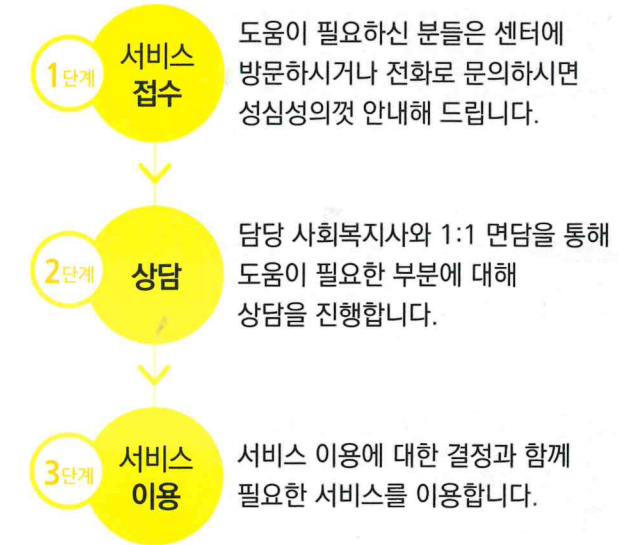 1단계
서비스
접수
도움이 필요하신 분들은 센터에
방문하시거나 전화로 문의하시면
성심성의껏 안내해 드립니다.
2단계
상담
담당 사회복지사와 1:1 면담을 통해
도움이 필요한 부분에 대해
상담을 진행합니다.
3단계
서비스
이용
서비스 이용에 대한 결정과 함께
필요한 서비스를 이용합니다.